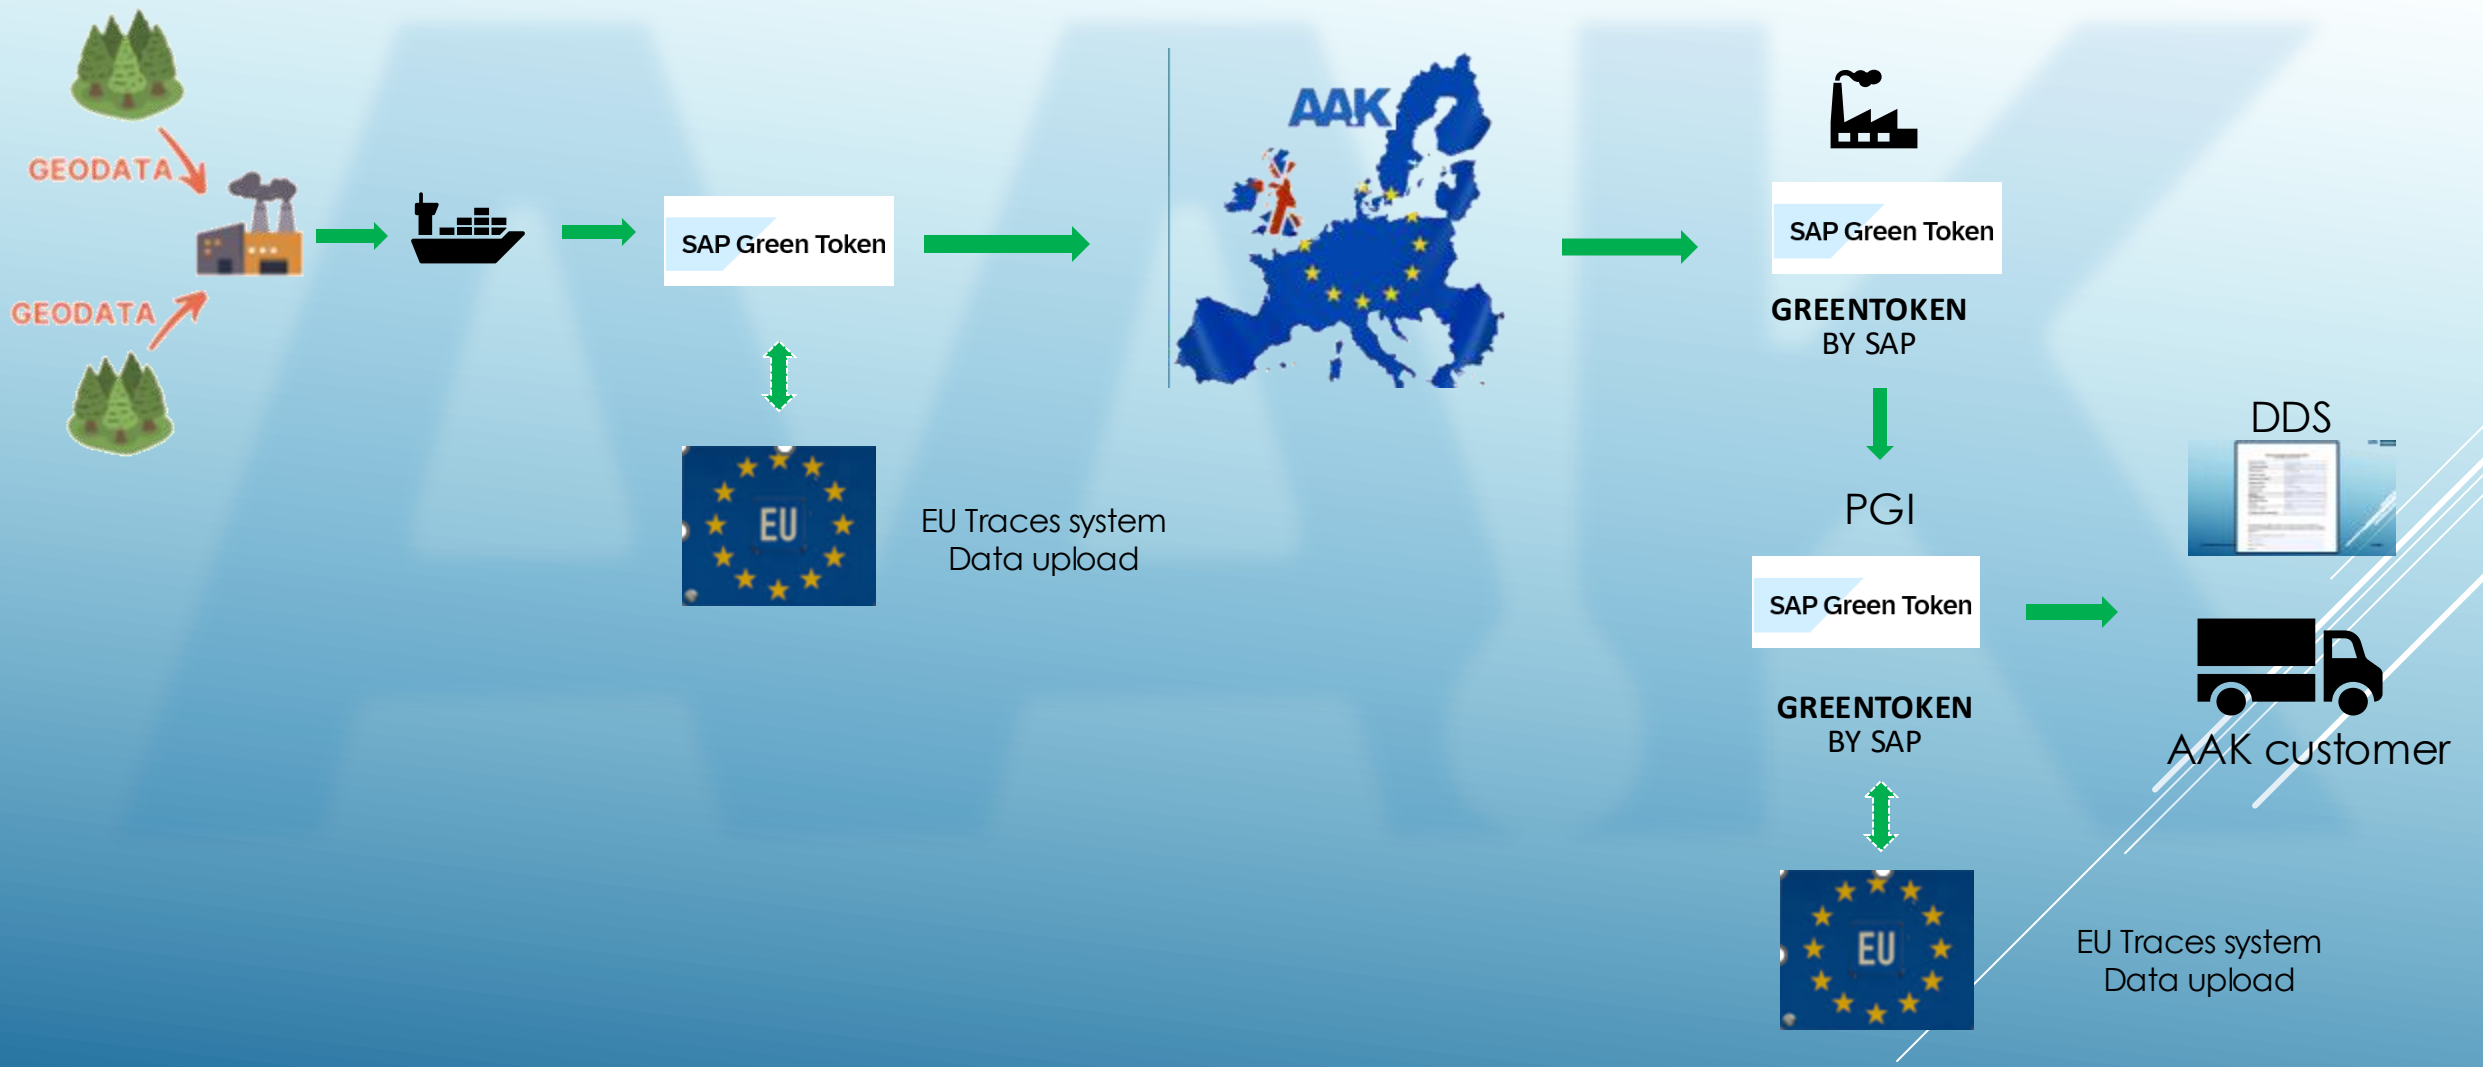 GEODATA
GEODATA
SAP Green Token
EU
EU Traces system
Data upload
AAK
SAP Green Token
GREENTOKEN
BY SAP
PGI
SAP Green Token
GREENTOKEN
BY SAP
EU
EU Traces system
Data upload
DDS
AAK customer
AAK